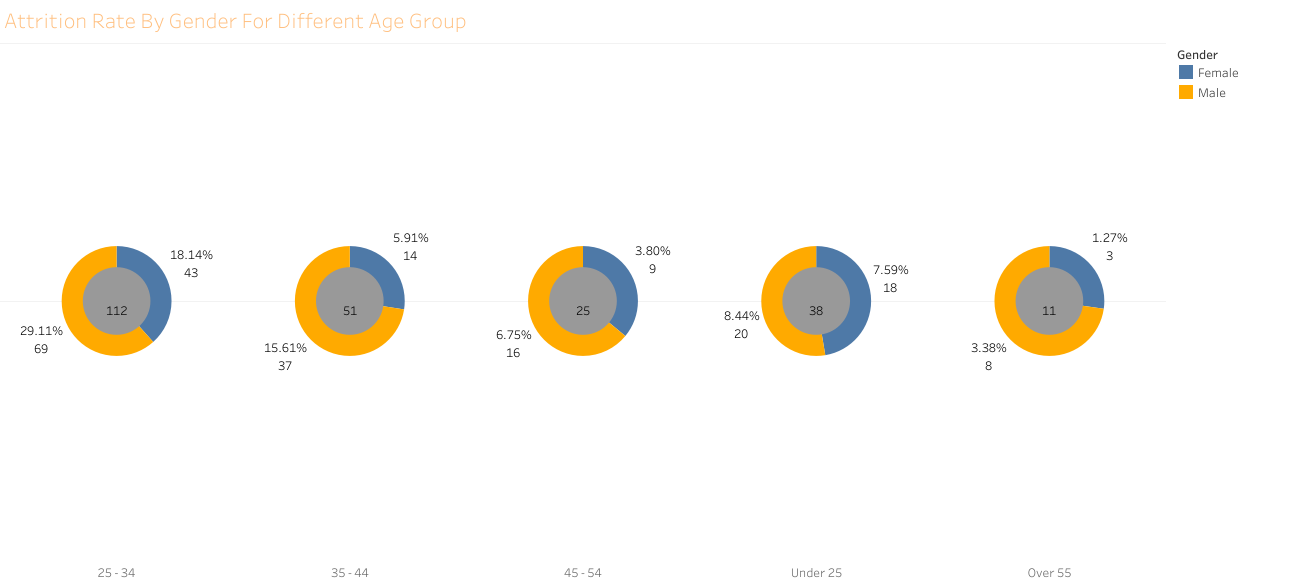 Attrition Rate By Gender For Different Age Group
Gender
Female
Male
18.14%
43
112
29.11%
69
5.91%
14
51
15.61%
37
3.80%
9
25
6.75%
16
7.59%
18
38
8.44%
20
1.27%
3
11
3.38%
8
25 - 34
35 - 44
45 - 54
Under 25
Over 55